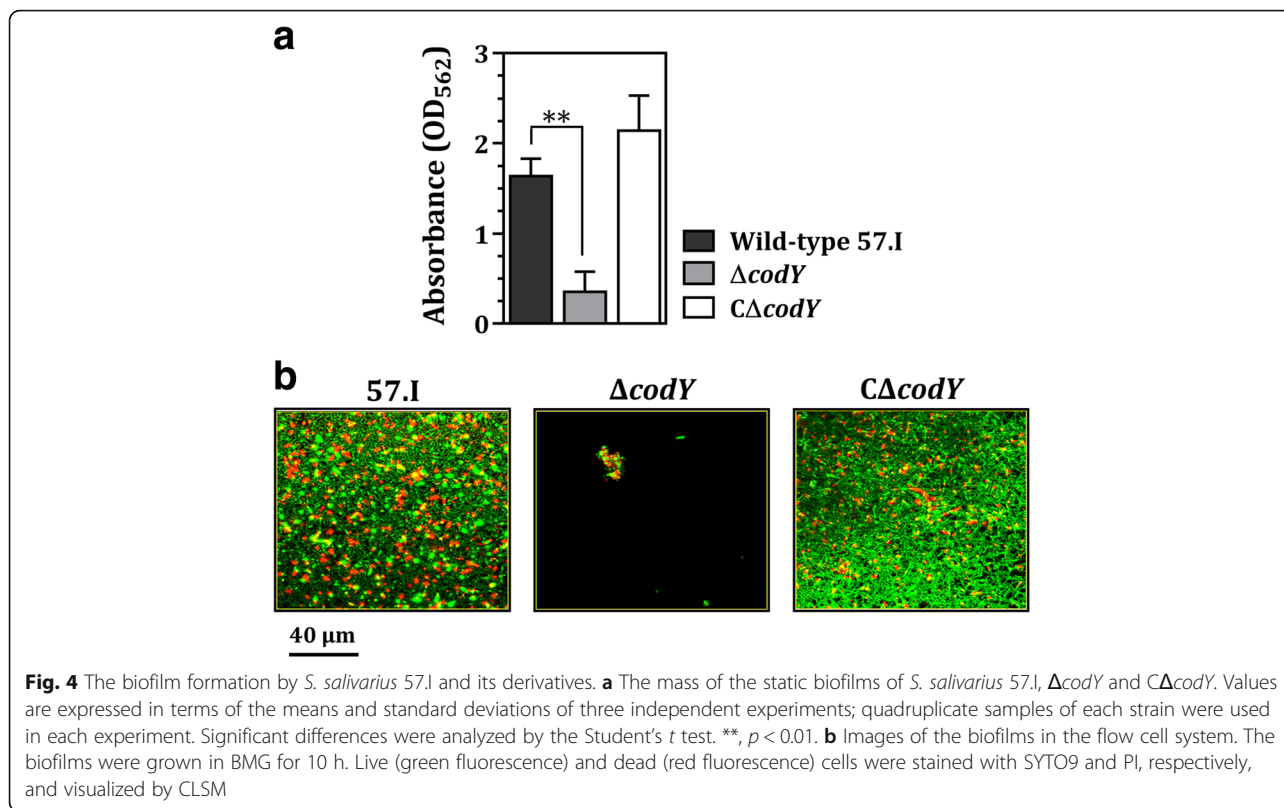 a
3
2
1
0
Absorbance (OD562)
**
Wild-type 57.I
ΔcodY
CΔcodY
b
57.I ΔcodY CΔcodY
40 µm
Fig. 4 The biofilm formation by S. salivarius 57.I and its derivatives. a The mass of the static biofilms of S. salivarius 57.I, ΔcodY and CΔcodY. Values
are expressed in terms of the means and standard deviations of three independent experiments; quadruplicate samples of each strain were used
in each experiment. Significant differences were analyzed by the Student's t test. **, p < 0.01. b Images of the biofilms in the flow cell system. The
biofilms were grown in BMG for 10 h. Live (green fluorescence) and dead (red fluorescence) cells were stained with SYTO9 and PI, respectively,
and visualized by CLSM